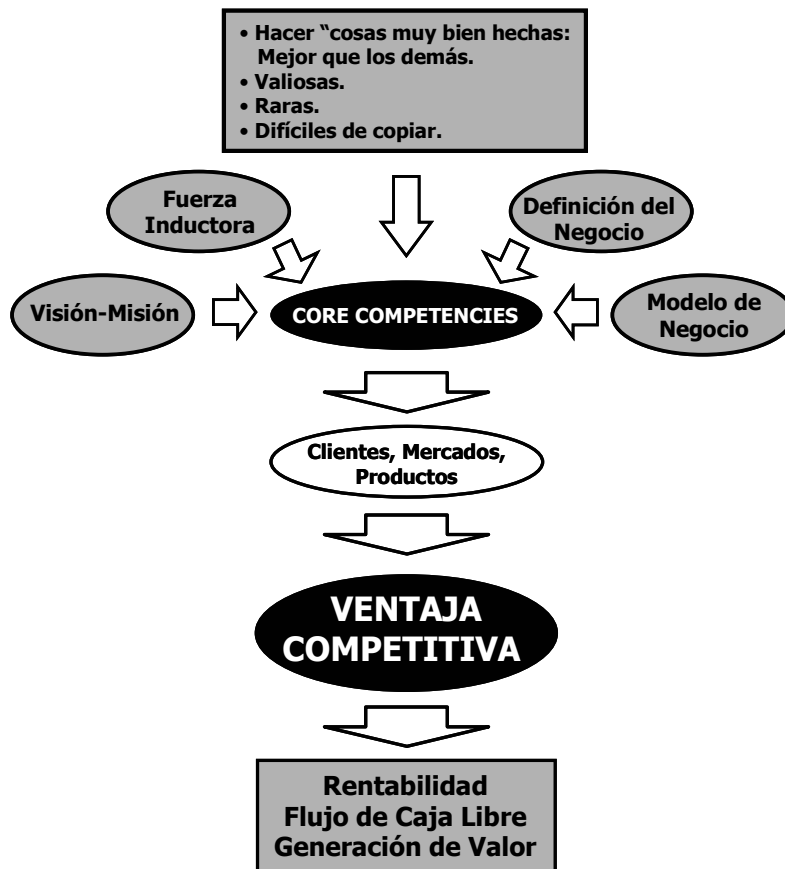 • Hacer “cosas muy bien hechas:
Mejor que los demás.
• Valiosas.
• Raras.
• Difíciles de copiar.
Fuerza
Inductora
Definición del
Negocio
Visión-Misión
CORE COMPETENCIES
Modelo de
Negocio
Clientes, Mercados,
Productos
VENTAJA
COMPETITIVA
Rentabilidad
Flujo de Caja Libre
Generación de Valor